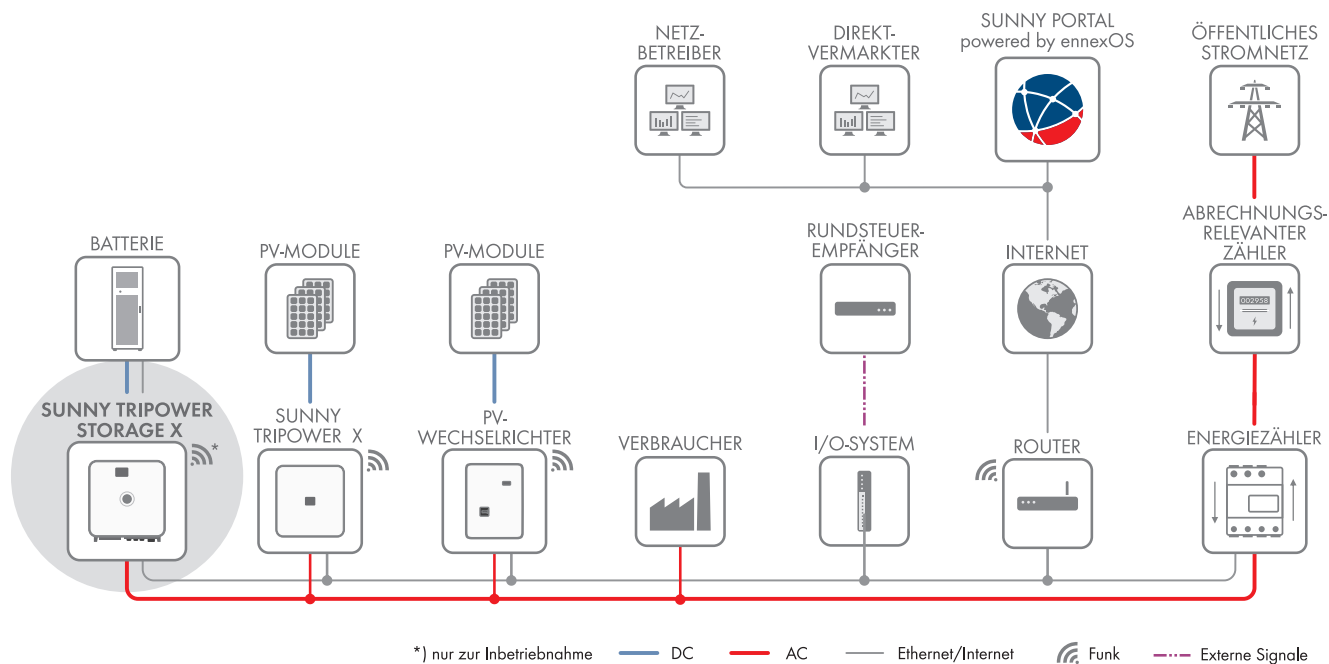 NETZ-
BETREIBER
DIREKT-
VERMARKTER
SUNNY PORTAL
powered by ennexOS
ÖFFENTLICHES
STROMNETZ
BATTERIE
PV-MODULE
PV-MODULE
RUNDSTEUER-
EMPFÄNGER
INTERNET
ABRECHNUNGS-
RELEVANTER
ZÄHLER
002958
SUNNY TRIPOWER
STORAGE X
*
SUNNY
TRIPOWER X
PV-
WECHSELRICHTER
VERBRAUCHER
I/O-SYSTEM
ROUTER
ENERGIEZÄHLER
*) nur zur Inbetriebnahme
DC
AC
Ethernet/Internet
Funk
Externe Signale